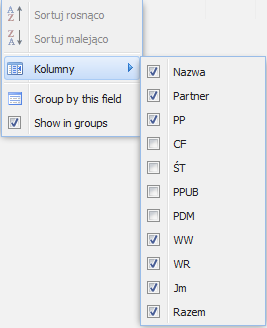 Sortuj rosnąco
Sortuj malejąco
Kolumny
Group by this field
Show in groups
Nazwa
Partner
PP
CF
ŚT
PPUB
PDM
WW
WR
Jm
Razem